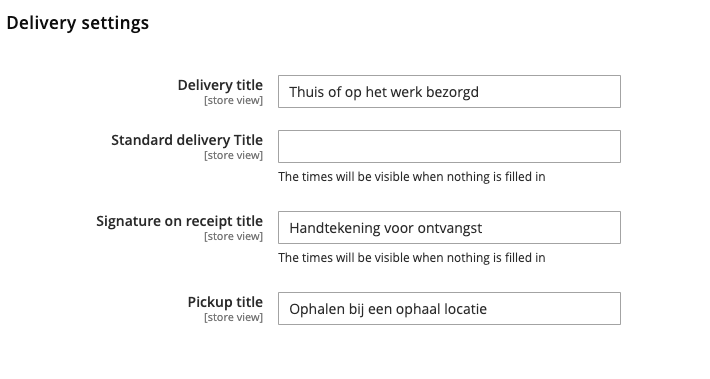 Delivery settings
Delivery title
[store view]
Thuis of op het werk bezorgd
Standard delivery Title
[store view]
The times will be visible when nothing is filled in
Signature on receipt title
[store view]
Handtekening voor ontvangst
The times will be visible when nothing is filled in
Pickup title
[store view]
Ophalen bij een ophaal locatie